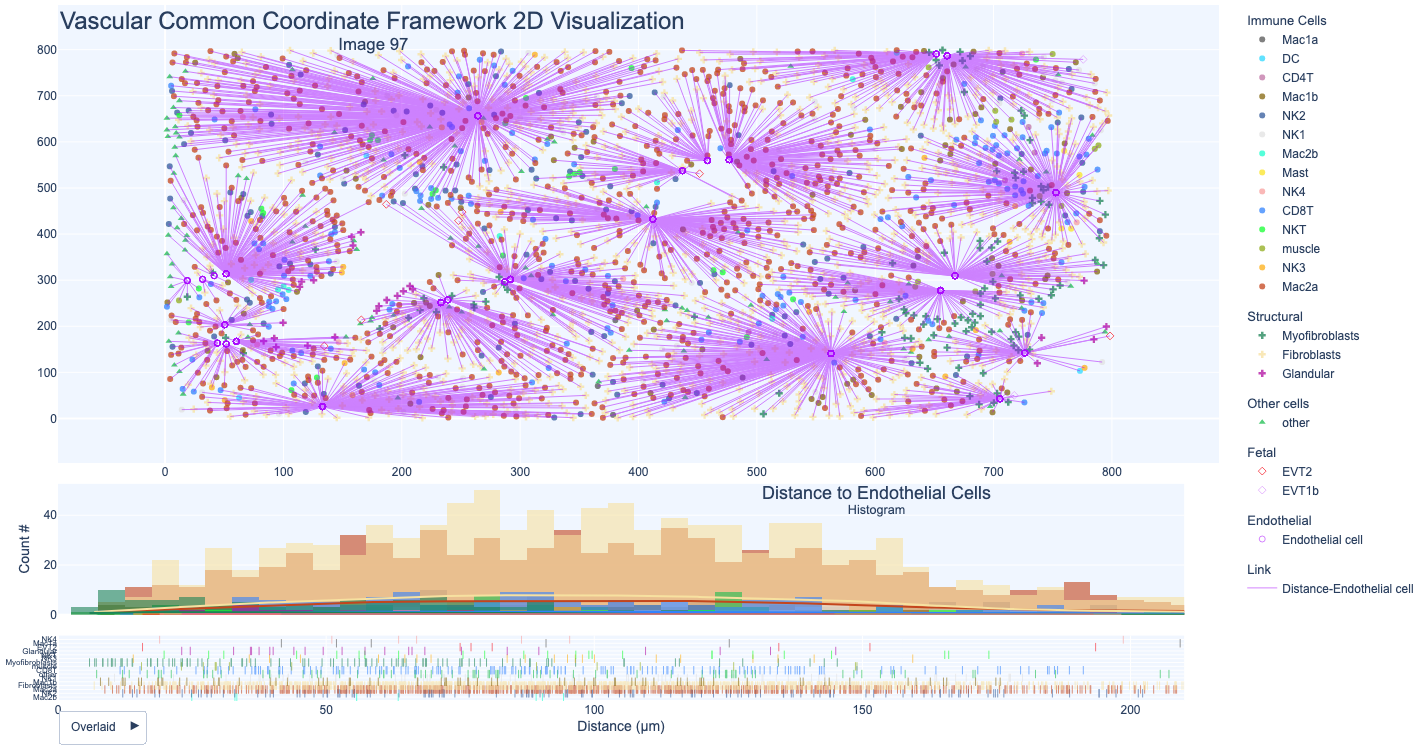 Vascular Common Coordinate Framework 2D Visualization
Image 97
800
700
600
500
400
300
200
100
0
0 100 200 300 400 500 600 700 800
Immune Cells
Mac1a
DC
CD4T
Mac1b
NK2
NK1
Mac2b
Mast
NK4
CD8T
NKT
muscle
NK3
Mac2a
Structural
Myofibroblasts
Fibroblasts
Glandular
Other cells
other
Fetal
EVT2
EVT1b
Endothelial
Endothelial cell
Link
Distance-Endothelial cell
Distance to Endothelial Cells
Histogram
Count #
40
20
0
NK4
Glandular
Myofibroblasts
other
Fibroblasts
0 50 100 150 200
Distance (μm)
Overlaid ▶